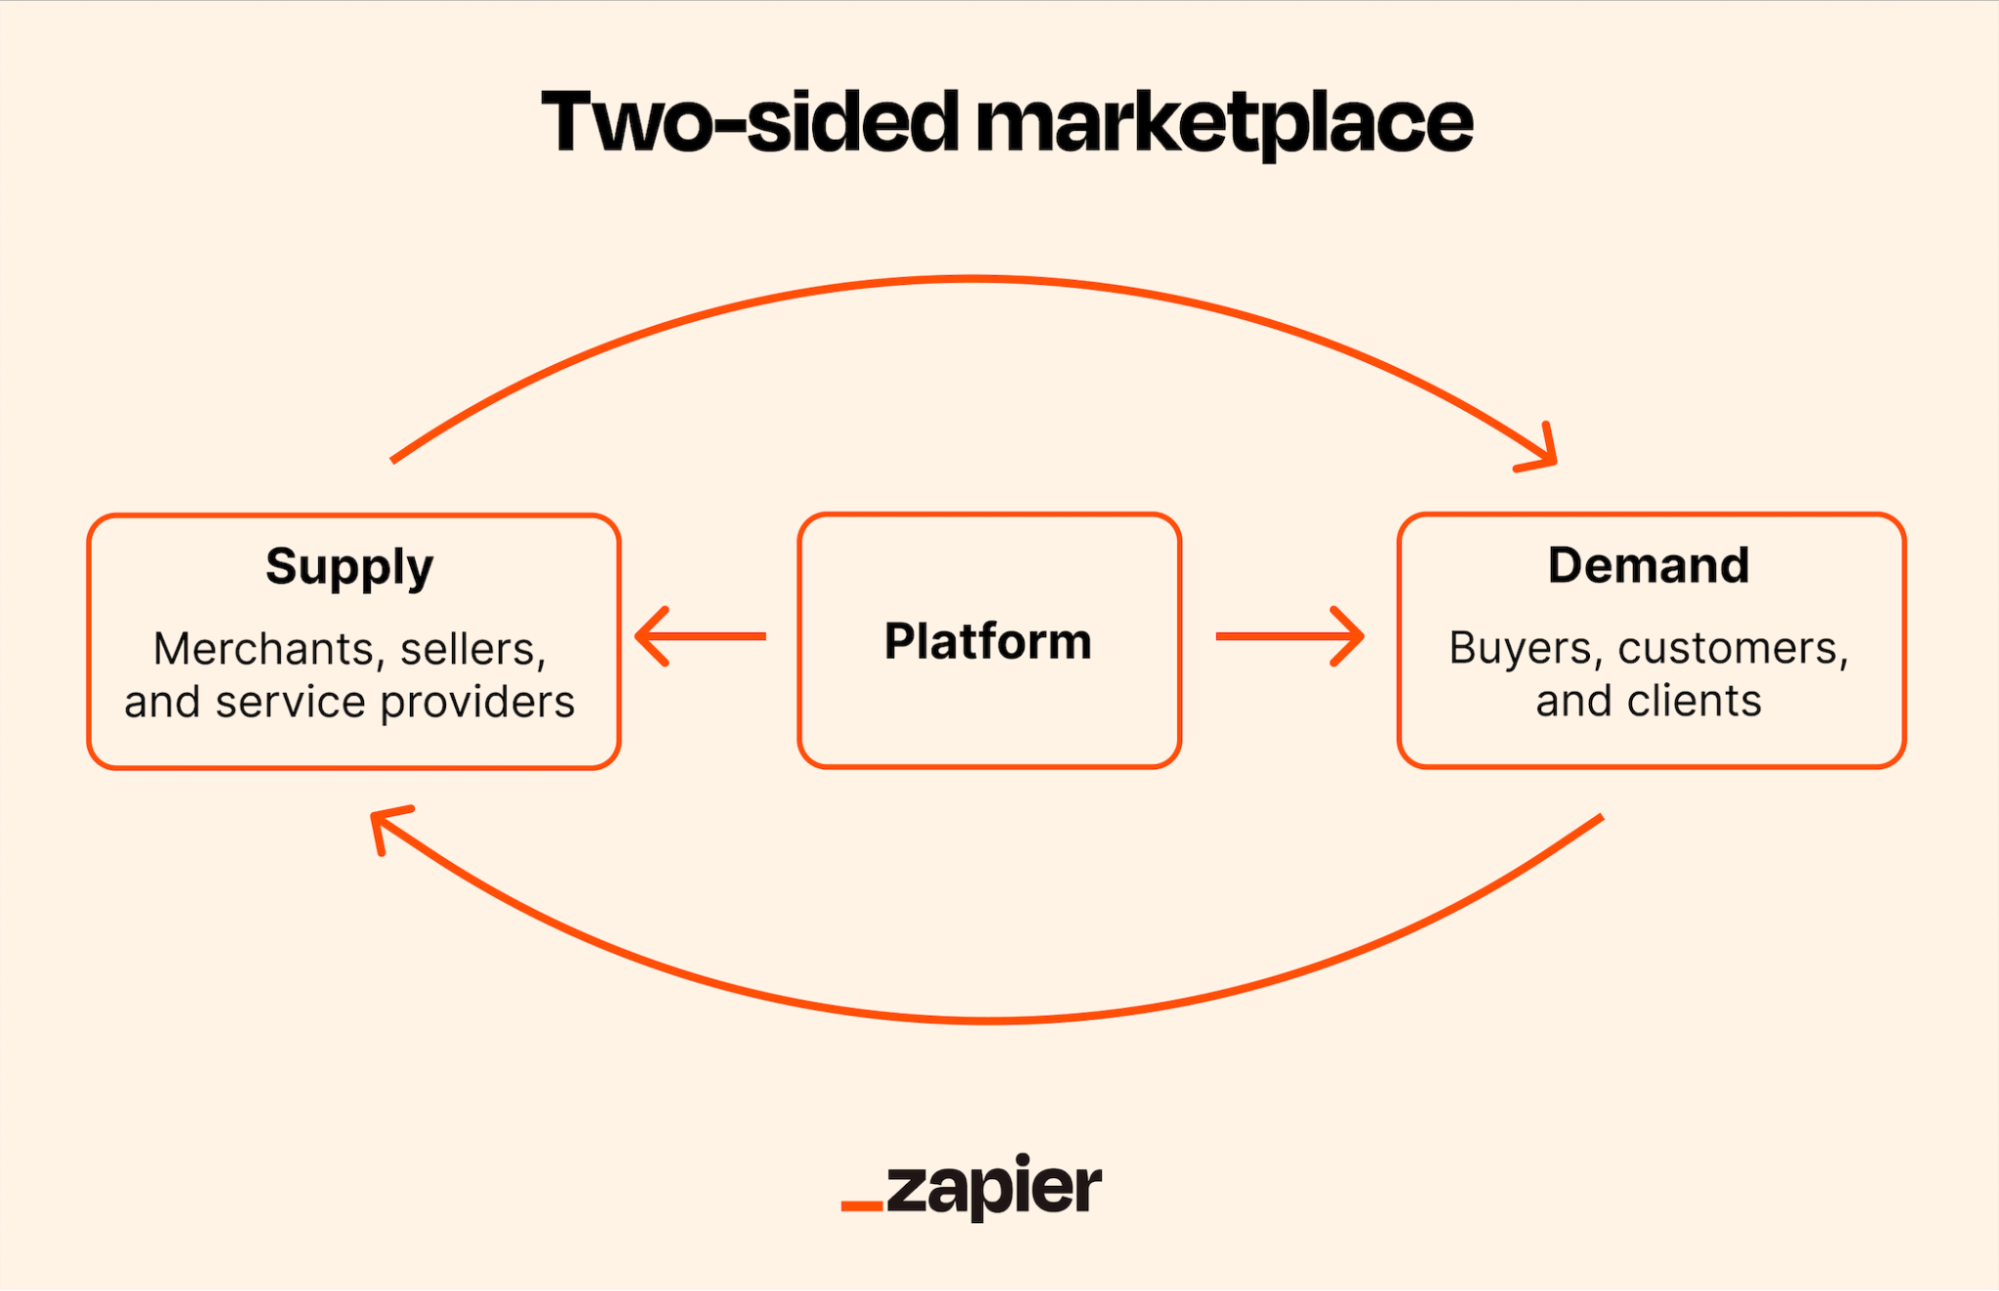 Two-sided marketplace
Supply
Merchants, sellers,
and service providers
Platform
Demand
Buyers, customers,
and clients
_zapier